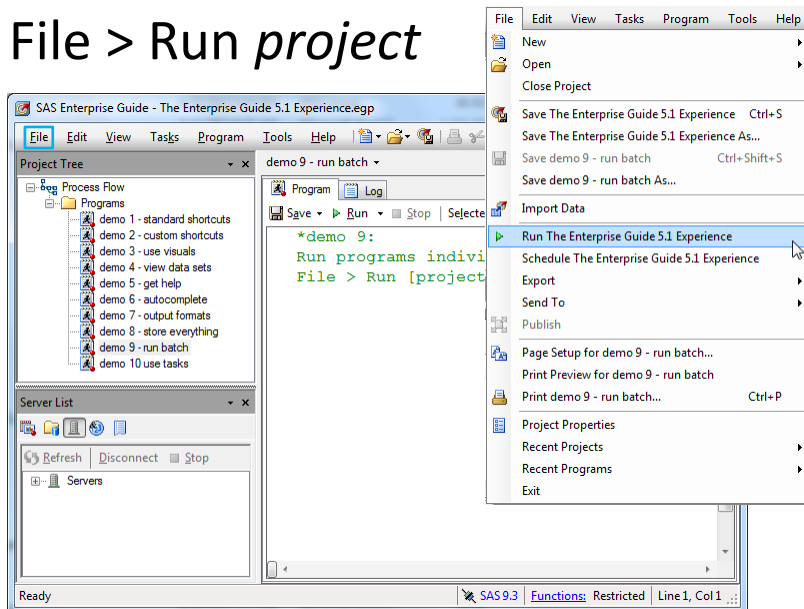 File > Run project
SAS Enterprise Guide - The Enterprise Guide 5.1 Experience.egp
File Edit View Tasks Program Tools Help
Project Tree
Process Flow
Programs
demo 1 - standard shortcuts
demo 2 - custom shortcuts
demo 3 - use visuals
demo 4 - view data sets
demo 5 - get help
demo 6 - autocomplete
demo 7 - output formats
demo 8 - store everything
demo 9 - run batch
demo 10 use tasks
Server List
Refresh Disconnect Stop
Servers
demo 9 - run batch
Program Log
Save Run Stop Selecte
*demo 9:
Run programs indivi
File > Run [project
Ready
SAS 9.3 Functions: Restricted Line 1, Col 1
File Edit View Tasks Program Tools Help
New
Open
Close Project
Save The Enterprise Guide 5.1 Experience Ctrl+S
Save The Enterprise Guide 5.1 Experience As...
Save demo 9 - run batch Ctrl+Shift+S
Save demo 9 - run batch As...
Import Data
Run The Enterprise Guide 5.1 Experience
Schedule The Enterprise Guide 5.1 Experience
Export
Send To
Publish
Page Setup for demo 9 - run batch...
Print Preview for demo 9 - run batch
Print demo 9 - run batch... Ctrl+P
Project Properties
Recent Projects
Recent Programs
Exit